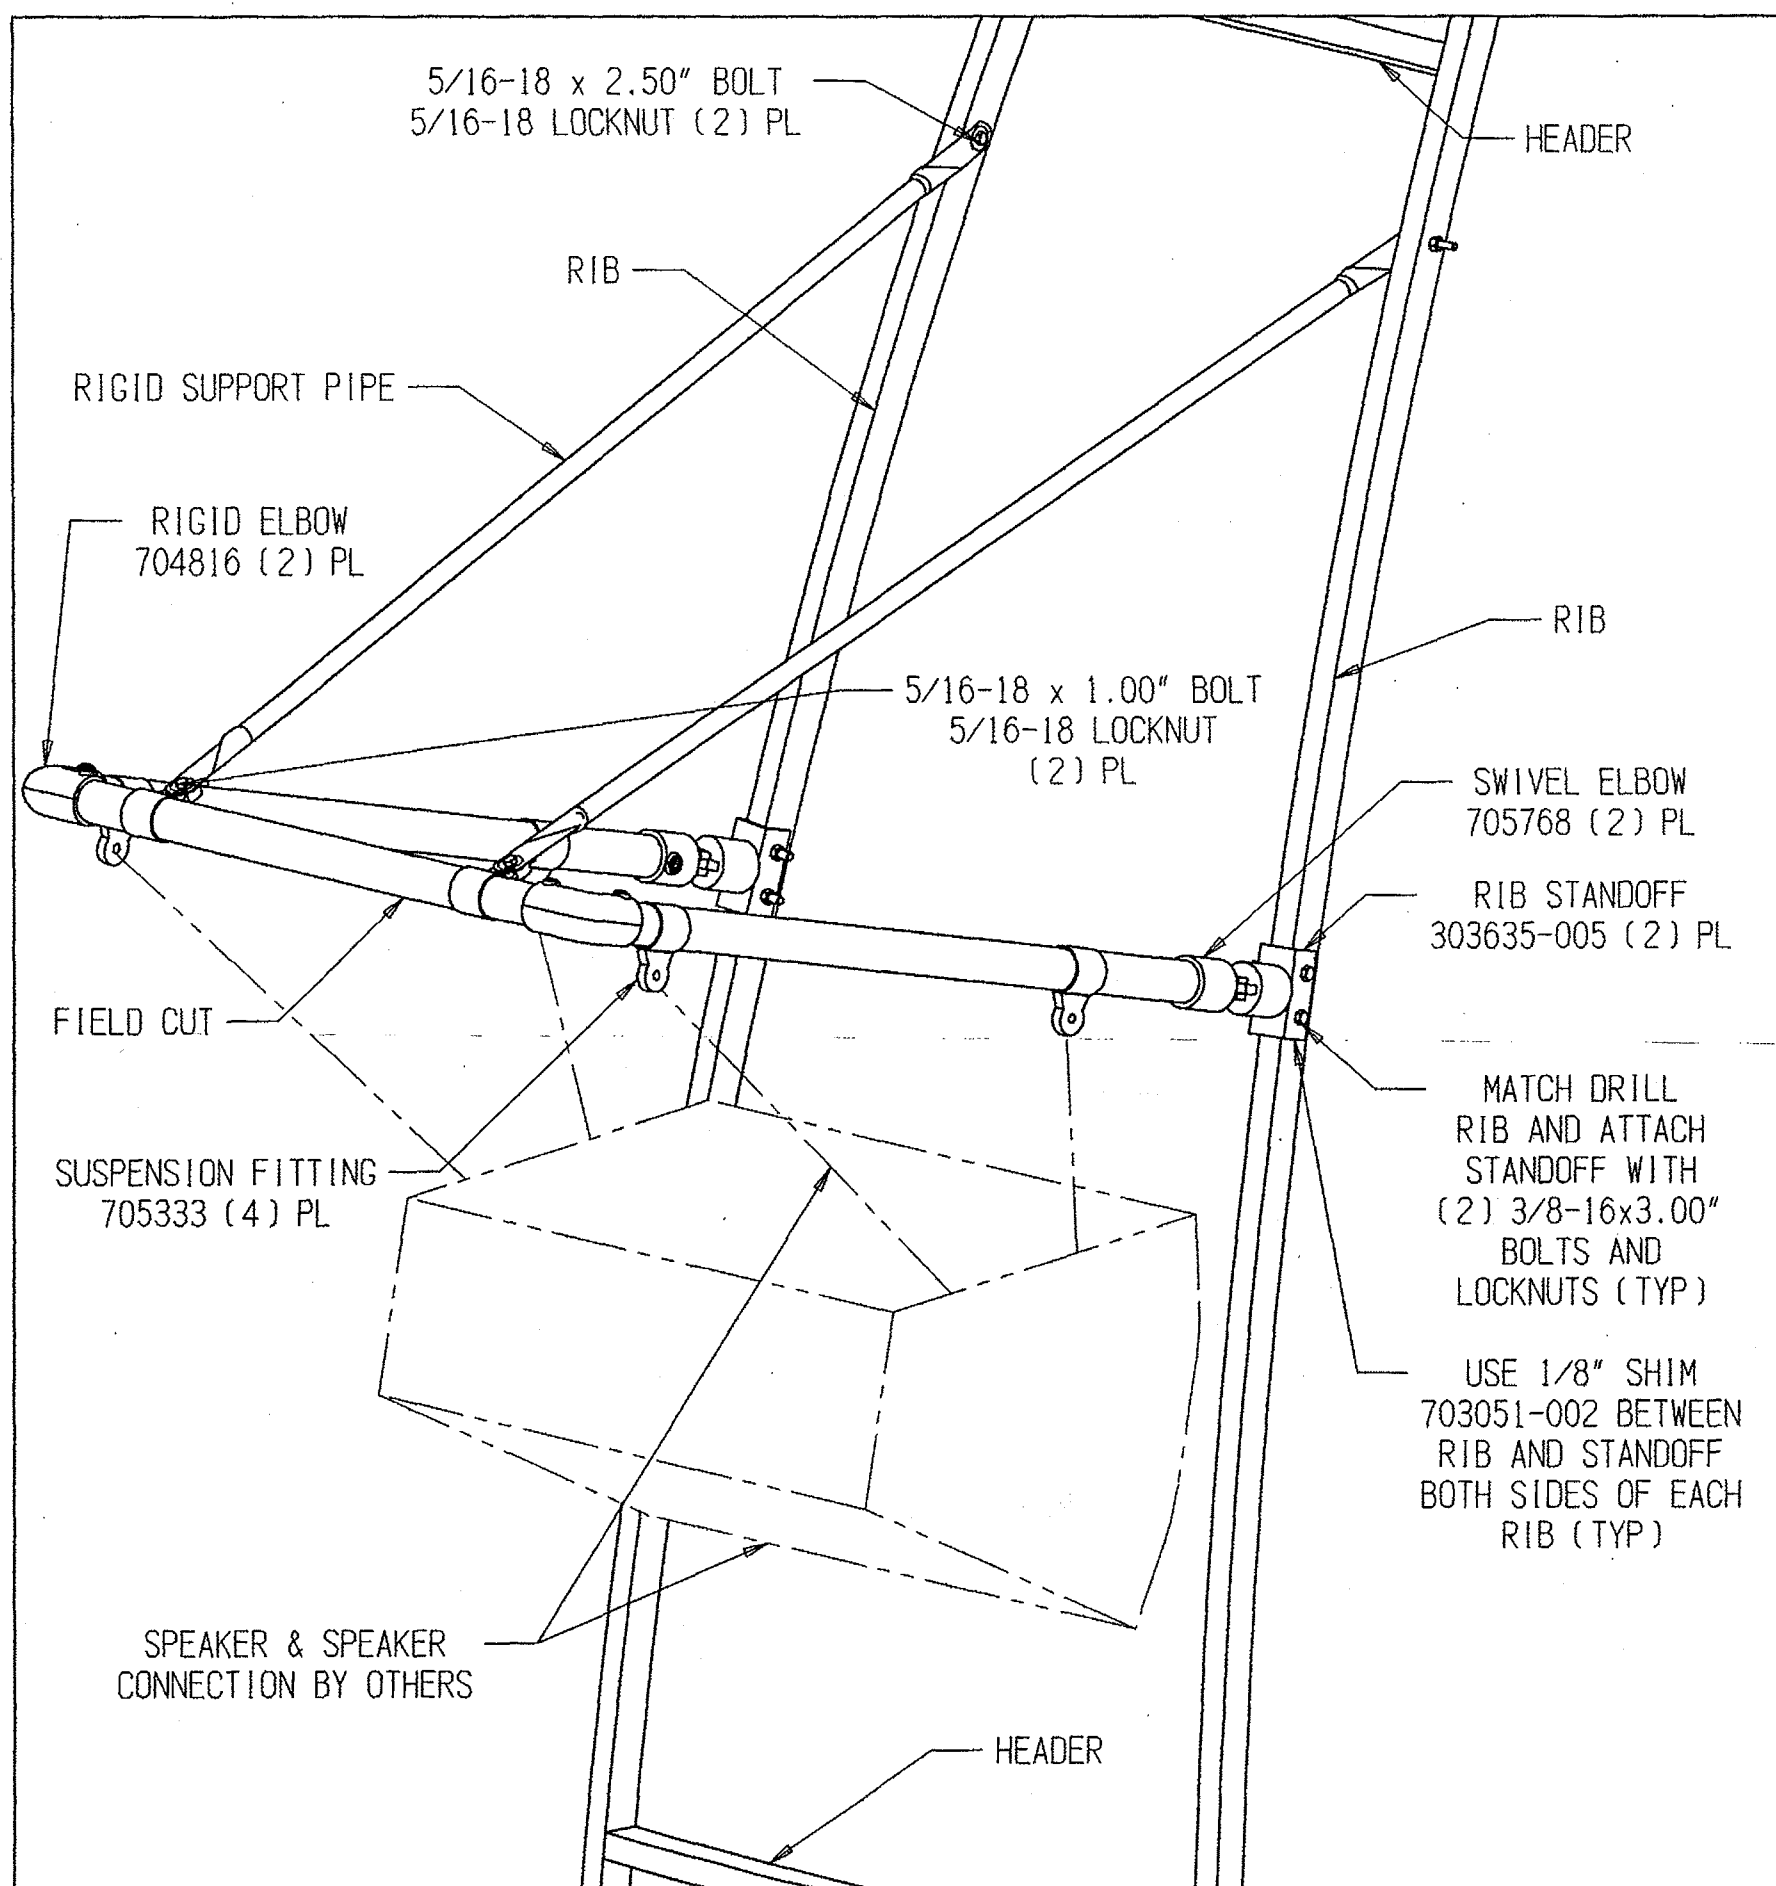 5/16-18 x 2.50" BOLT
5/16-18 LOCKNUT (2) PL
HEADER
RIB
RIGID SUPPORT PIPE
RIGID ELBOW
704816 (2) PL
RIB
5/16-18 x 1.00" BOLT
5/16-18 LOCKNUT
(2) PL
SWIVEL ELBOW
705768 (2) PL
RIB STANDOFF
303635-005 (2) PL
FIELD CUT
MATCH DRILL
RIB AND ATTACH
STANDOFF WITH
(2) 3/8-16x3.00"
BOLTS AND
LOCKNUTS (TYP)
SUSPENSION FITTING
705333 (4) PL
USE 1/8" SHIM
703051-002 BETWEEN
RIB AND STANDOFF
BOTH SIDES OF EACH
RIB (TYP)
SPEAKER & SPEAKER
CONNECTION BY OTHERS
HEADER